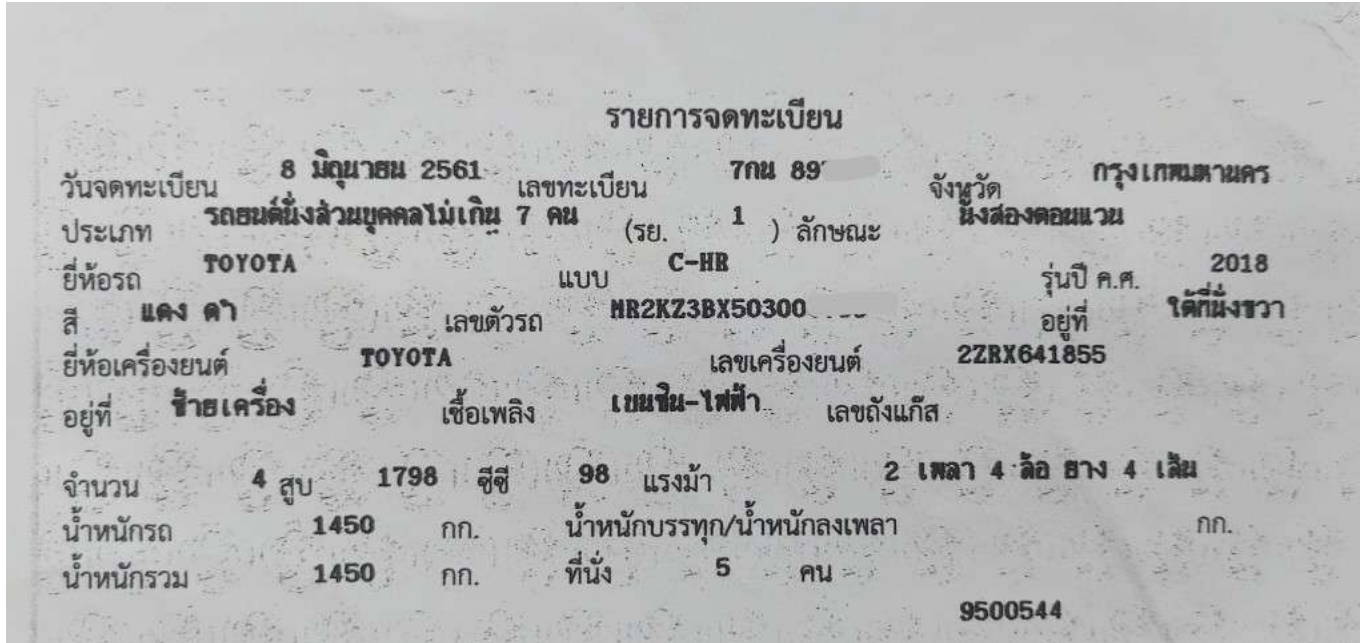 รายการจดทะเบียน
วันจดทะเบียน 8 มิถุนายน 2561 เลขทะเบียน 7กน 89 จังหวัด กรุงเทพมหานคร
ประเภท รถยนต์นั่งส่วนบุคคลไม่เกิน 7 คน (รย. 1 ) ลักษณะ นั่งสองตอนแวน
ยี่ห้อรถ TOYOTA แบบ C-HR รุ่นปี ค.ศ. 2018
สี แดง ดำ เลขตัวรถ MR2KZ3BX50300 อยู่ที่ ใต้ที่นั่งขวา
ยี่ห้อเครื่องยนต์ TOYOTA เลขเครื่องยนต์ 2ZRX641855
อยู่ที่ ซ้ายเครื่อง เชื้อเพลิง เบนซิน-ไฟฟ้า เลขถังแก๊ส
จำนวน 4 สูบ 1798 ซีซี 98 แรงม้า 2 เพลา 4 ล้อ ยาง 4 เส้น
น้ำหนักรถ 1450 กก. น้ำหนักบรรทุก/น้ำหนักลงเพลา กก.
น้ำหนักรวม 1450 กก. ที่นั่ง 5 คน
9500544